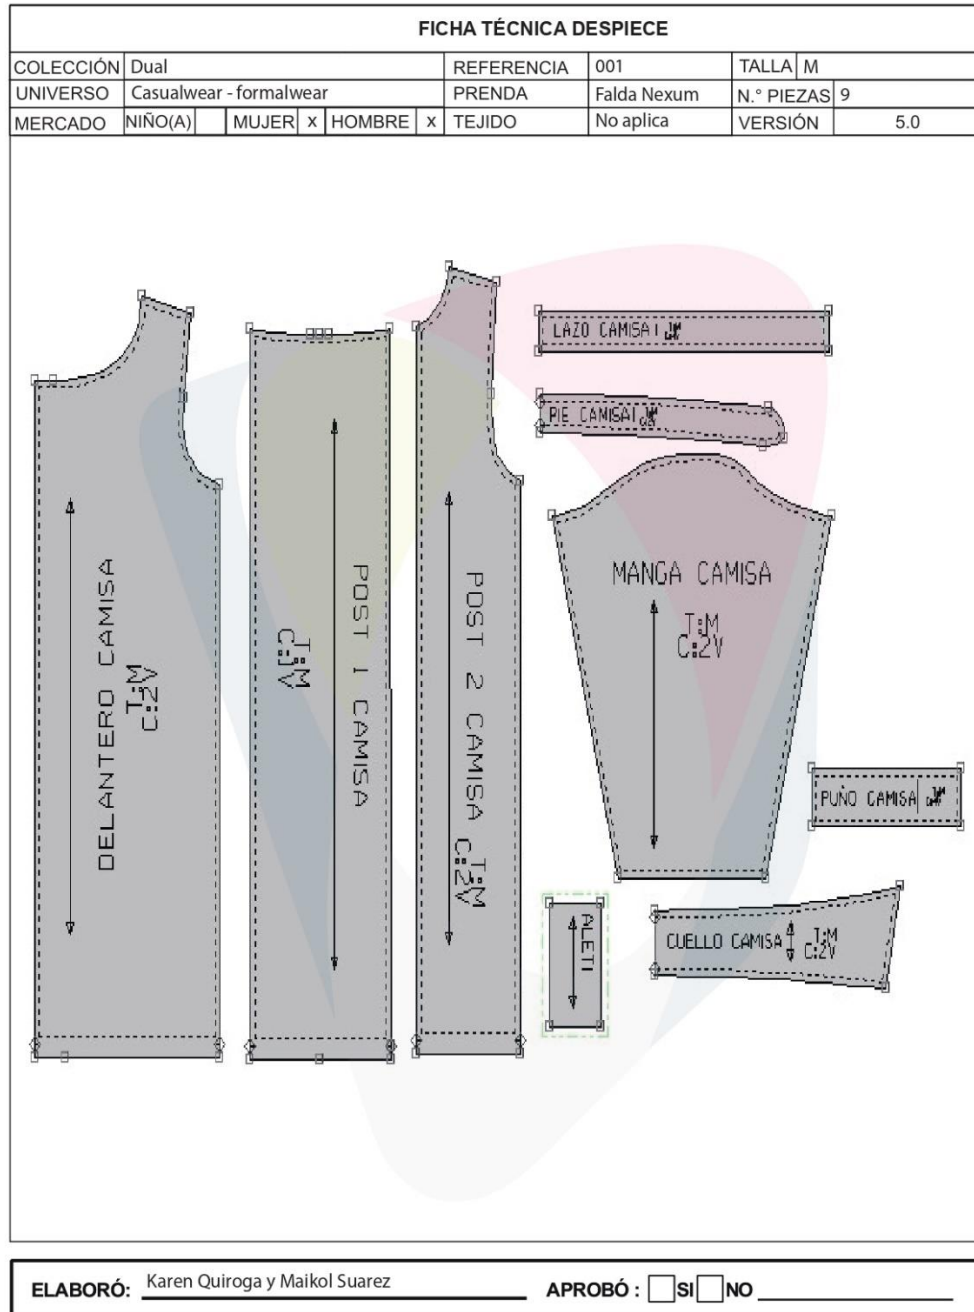 FICHA TÉCNICA DESPIECE
COLECCIÓN Dual REFERENCIA 001 TALLA M
UNIVERSO Casualwear - formalwear PRENDA Falda Nexum N.° PIEZAS 9
MERCADO NIÑO(A) MUJER x HOMBRE x TEJIDO No aplica VERSIÓN 5.0
LAZO CAMISA
PIE CAMISA
DELANTERO CAMISA
T:M
C:2V
POST 1 CAMISA
T:M
C:1V
POST 2 CAMISA
T:M
C:2V
MANGA CAMISA
T:M
C:2V
PUÑO CAMISA
ALETI
CUELLO CAMISA
T:M
C:2V
ELABORÓ: Karen Quiroga y Maikol Suarez APROBÓ : SI NO